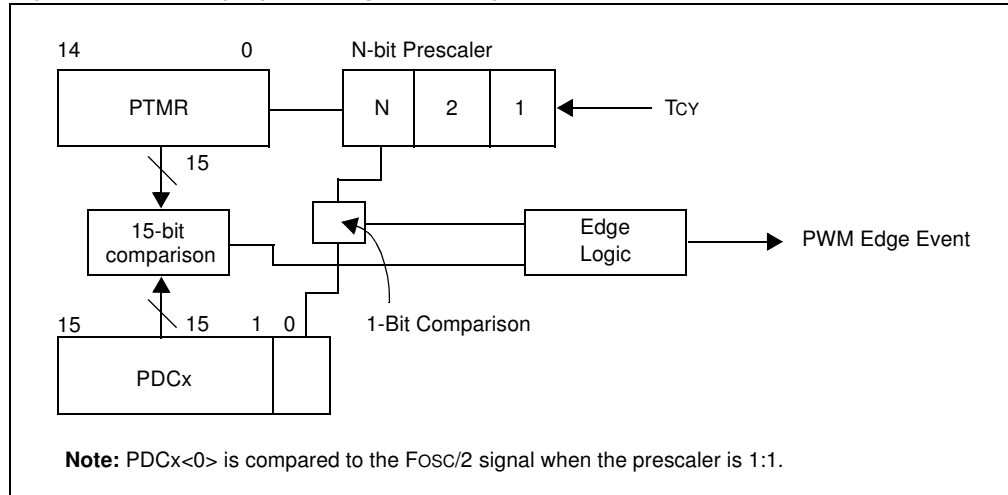 14 0 N-bit Prescaler
PTMR N 2 1 TCY
15
15-bit
comparison
Edge
Logic
PWM Edge Event
15 15 1 0 1-Bit Comparison
PDCx
Note: PDCx<0> is compared to the FOSC/2 signal when the prescaler is 1:1.